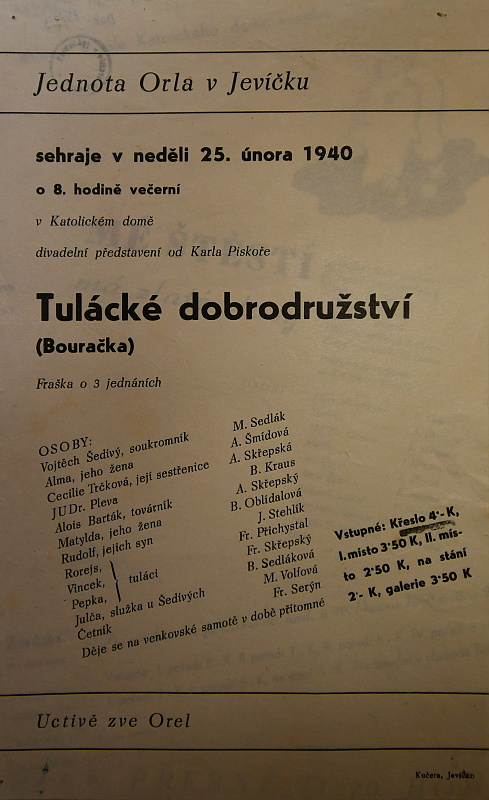 Jednota Orla v Jevíčku
sehraje v neděli 25. února 1940
o 8. hodině večerní
v Katolickém domě
divadelní představení od Karla Piskoře
Tulácké dobrodružství
(Bouračka)
Fraška o 3 jednáních
OSOBY:
Vojtěch Šedivý, soukromník M. Sedlák
Alma, jeho žena A. Šmídová
Cecilie Trčková, její sestřenice A. Skřepská
JUDr. Pleva B. Kraus
Alois Barták, továrník A. Skřepský
Matylda, jeho žena B. Oblídalová
Rudolf, jejich syn J. Stehlík
Rorejs, Fr. Přichystal
Vincek, tuláci Fr. Skřepský
Pepka, B. Sedláková
Julča, služka u Šedivých M. Volfová
Četník Fr. Serýn
Děje se na venkovské samotě v době přítomné
Vstupné: Křeslo 4·- K,
I. místo 3·50 K, II. mís-
to 2·50 K, na stání
2·- K, galerie 3·50 K
Uctivě zve Orel
Kučera, Jevíčko